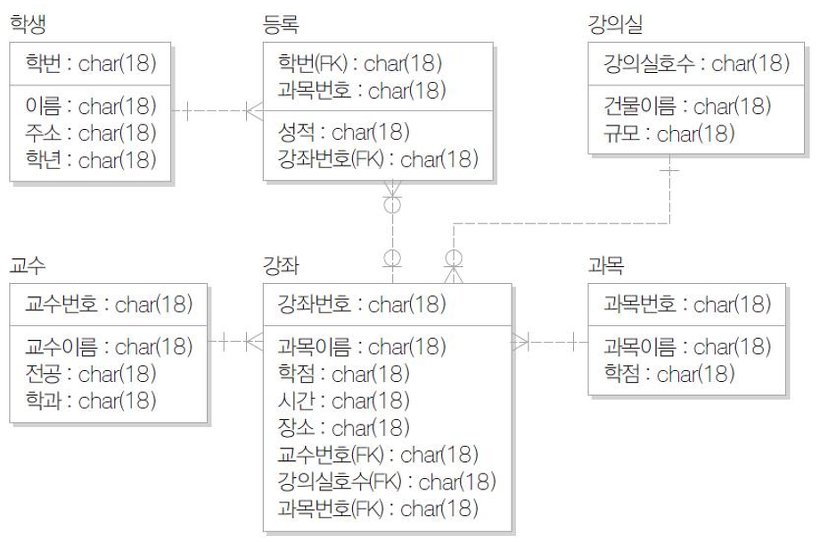 학생
학번 : char(18)
이름 : char(18)
주소 : char(18)
학년 : char(18)
등록
학번(FK) : char(18)
과목번호 : char(18)
성적 : char(18)
강좌번호(FK) : char(18)
강의실
강의실호수 : char(18)
건물이름 : char(18)
규모 : char(18)
교수
교수번호 : char(18)
교수이름 : char(18)
전공 : char(18)
학과 : char(18)
강좌
강좌번호 : char(18)
과목이름 : char(18)
학점 : char(18)
시간 : char(18)
장소 : char(18)
교수번호(FK) : char(18)
강의실호수(FK) : char(18)
과목번호(FK) : char(18)
과목
과목번호 : char(18)
과목이름 : char(18)
학점 : char(18)